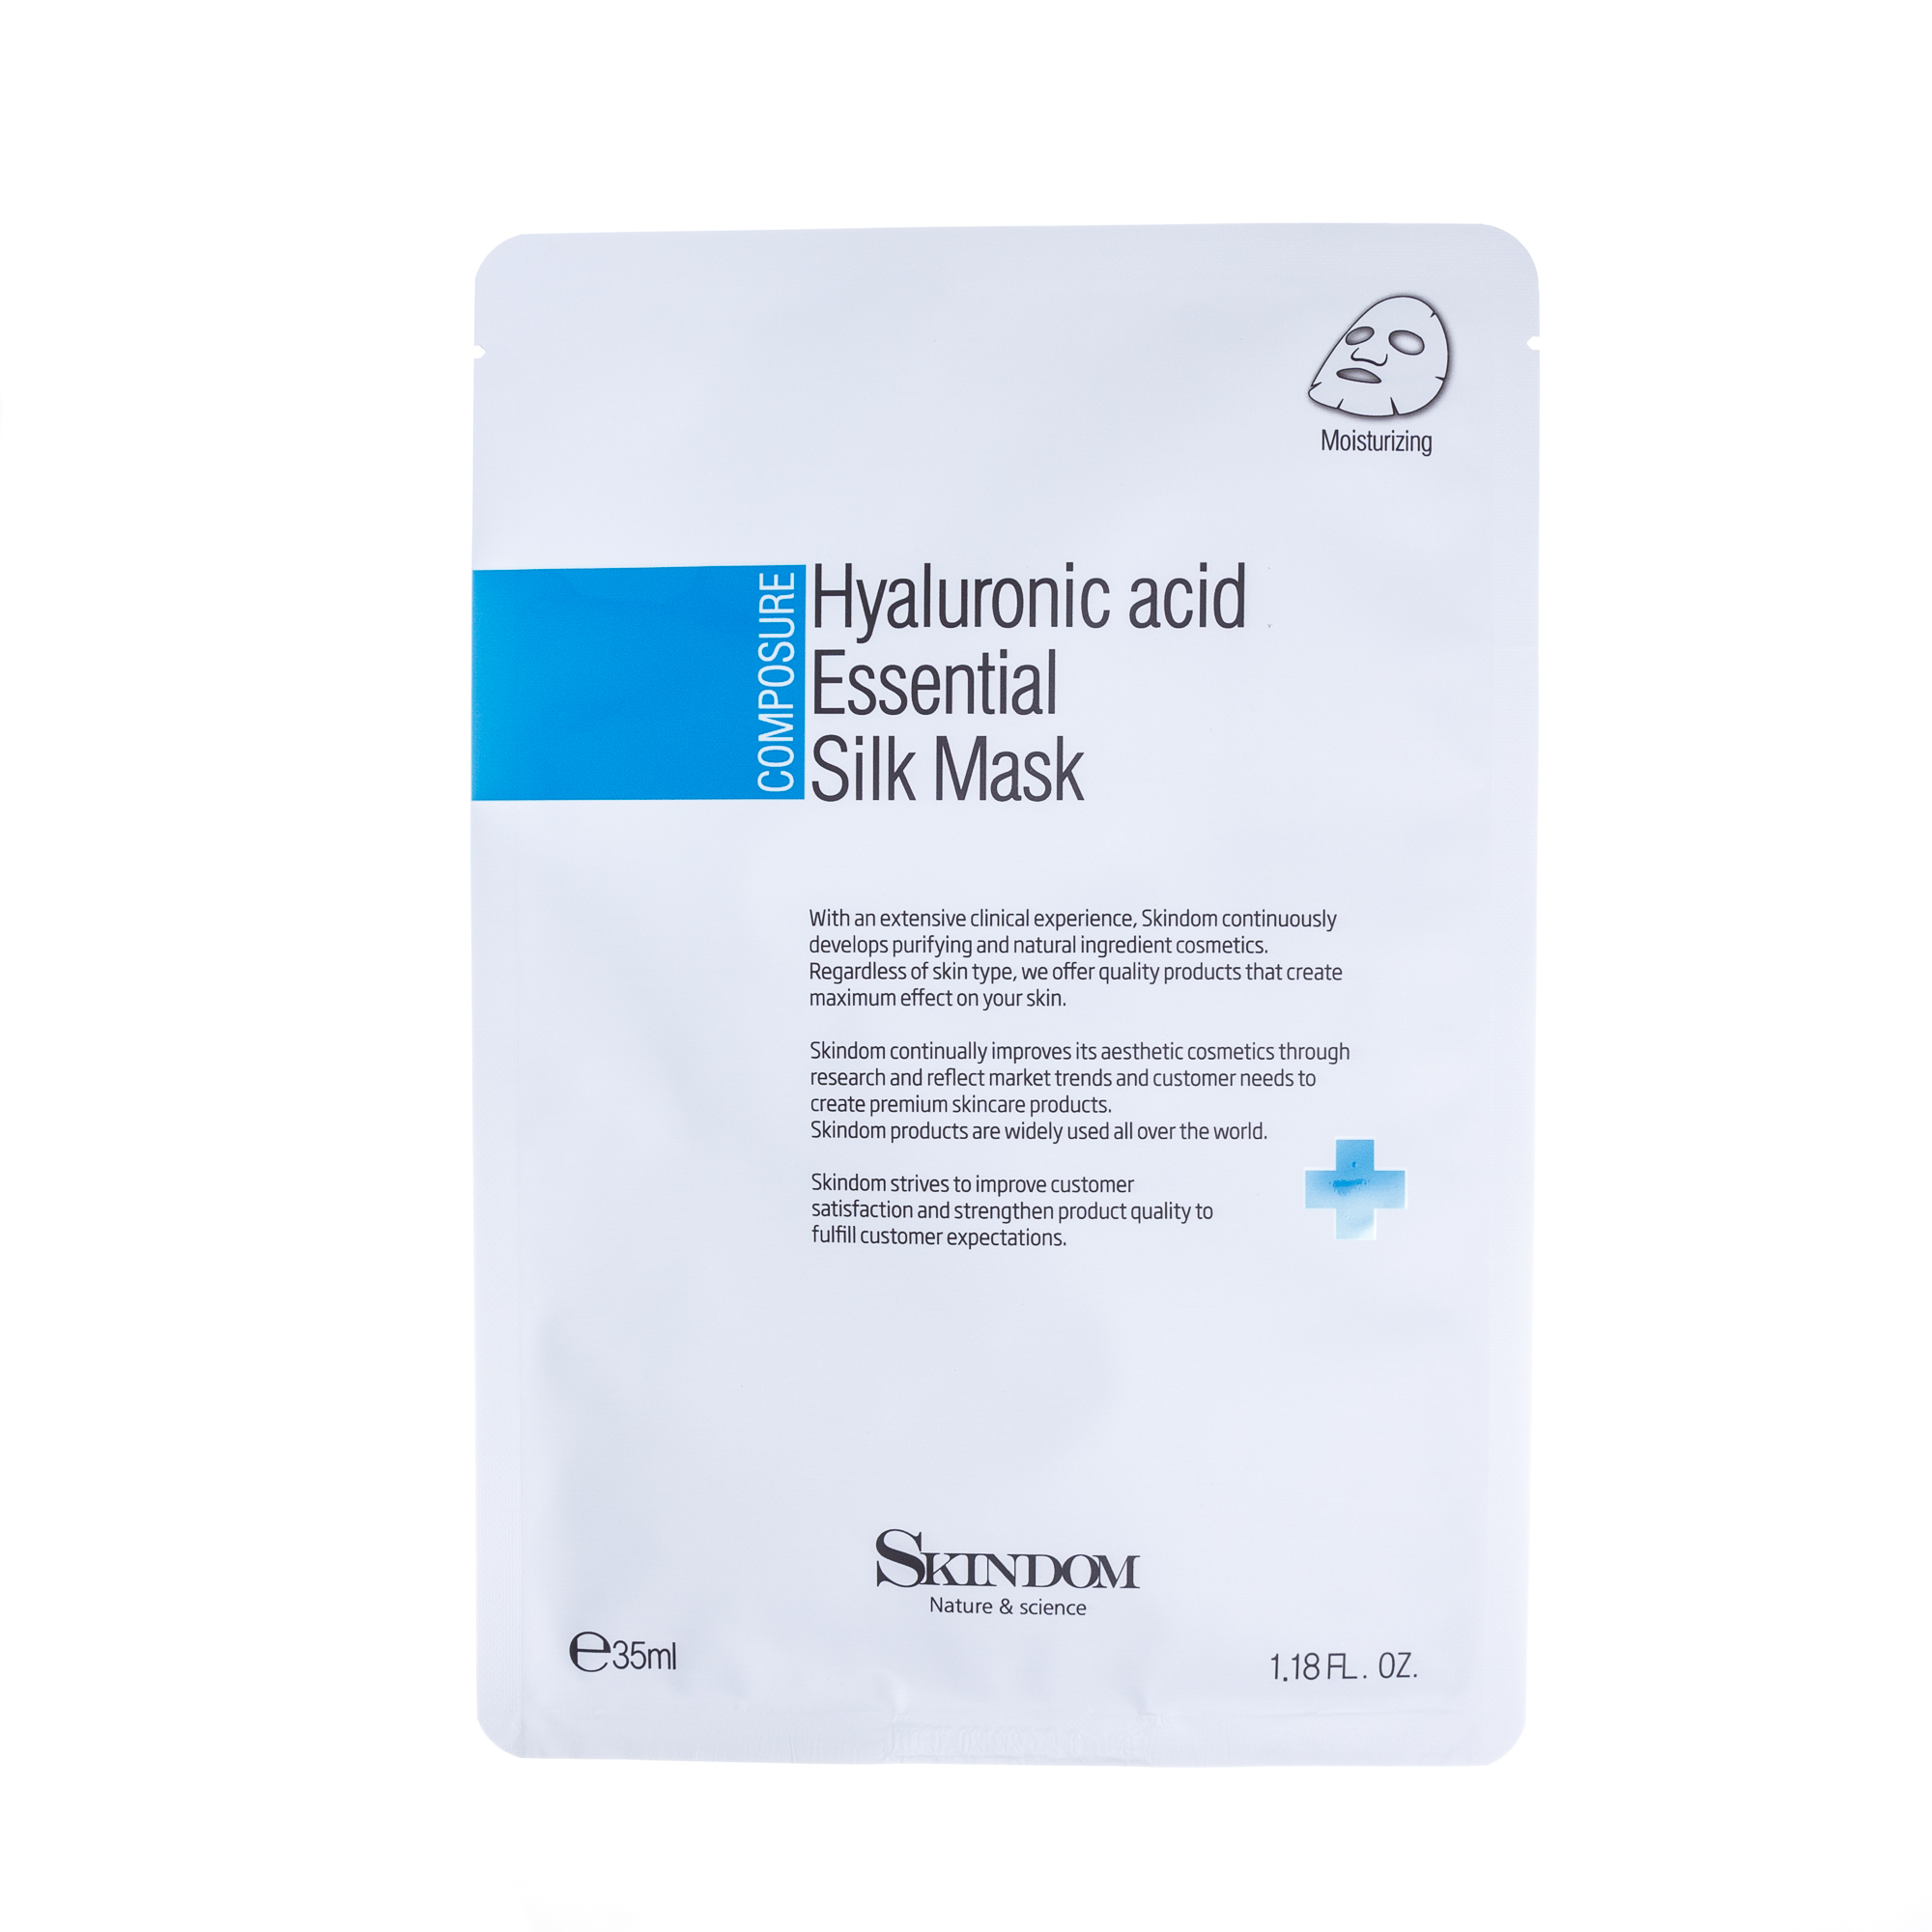 Moisturizing
COMPOSURE
Hyaluronic acid
Essential
Silk Mask
With an extensive clinical experience, Skindom continuously
develops purifying and natural ingredient cosmetics.
Regardless of skin type, we offer quality products that create
maximum effect on your skin.
Skindom continually improves its aesthetic cosmetics through
research and reflect market trends and customer needs to
create premium skincare products.
Skindom products are widely used all over the world.
Skindom strives to improve customer
satisfaction and strengthen product quality to
fulfill customer expectations.
SKINDOM
Nature & science
℮35ml
1.18 FL. OZ.